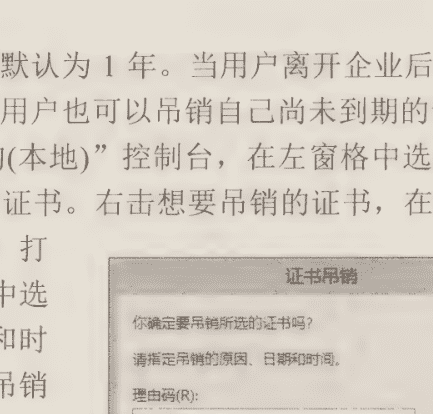 默认为 1 年。当用户离开企业后
用户也可以吊销自己尚未到期的
(本地)”控制台，在左窗格中选
证书。右击想要吊销的证书，在
打
中选
和时
吊销
证书吊销
你确定要吊销所选的证书吗?
请指定吊销的原因、日期和时间。
理由码(R):